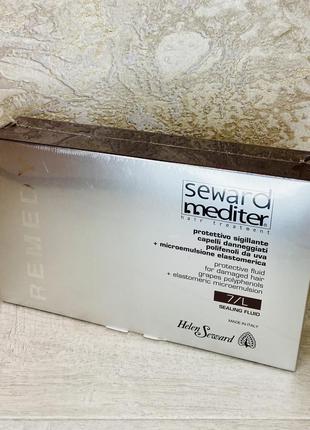 REMED
seward
mediter
hair treatment
protettivo sigillante
capelli danneggiati
polifenoli da uva
+ microemulsione elastomerica
protective fluid
for damaged hair
grapes polyphenols
+ elastomeric microemulsion
7/L
SEALING FLUID
MADE IN ITALY
Helen Seward